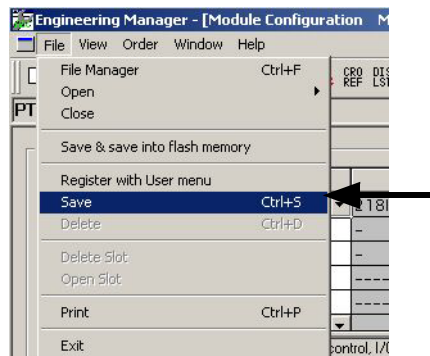 Engineering Manager - [Module Configuration M
File View Order Window Help
File Manager Ctrl+F
CRO DIS
REF LST
Open
PT
Close
Save & save into flash memory
Register with User menu
Save Ctrl+S
218I
Delete Ctrl+D
-
Delete Slot
-
Open Slot
----
Print Ctrl+P
----
Exit
control, I/O